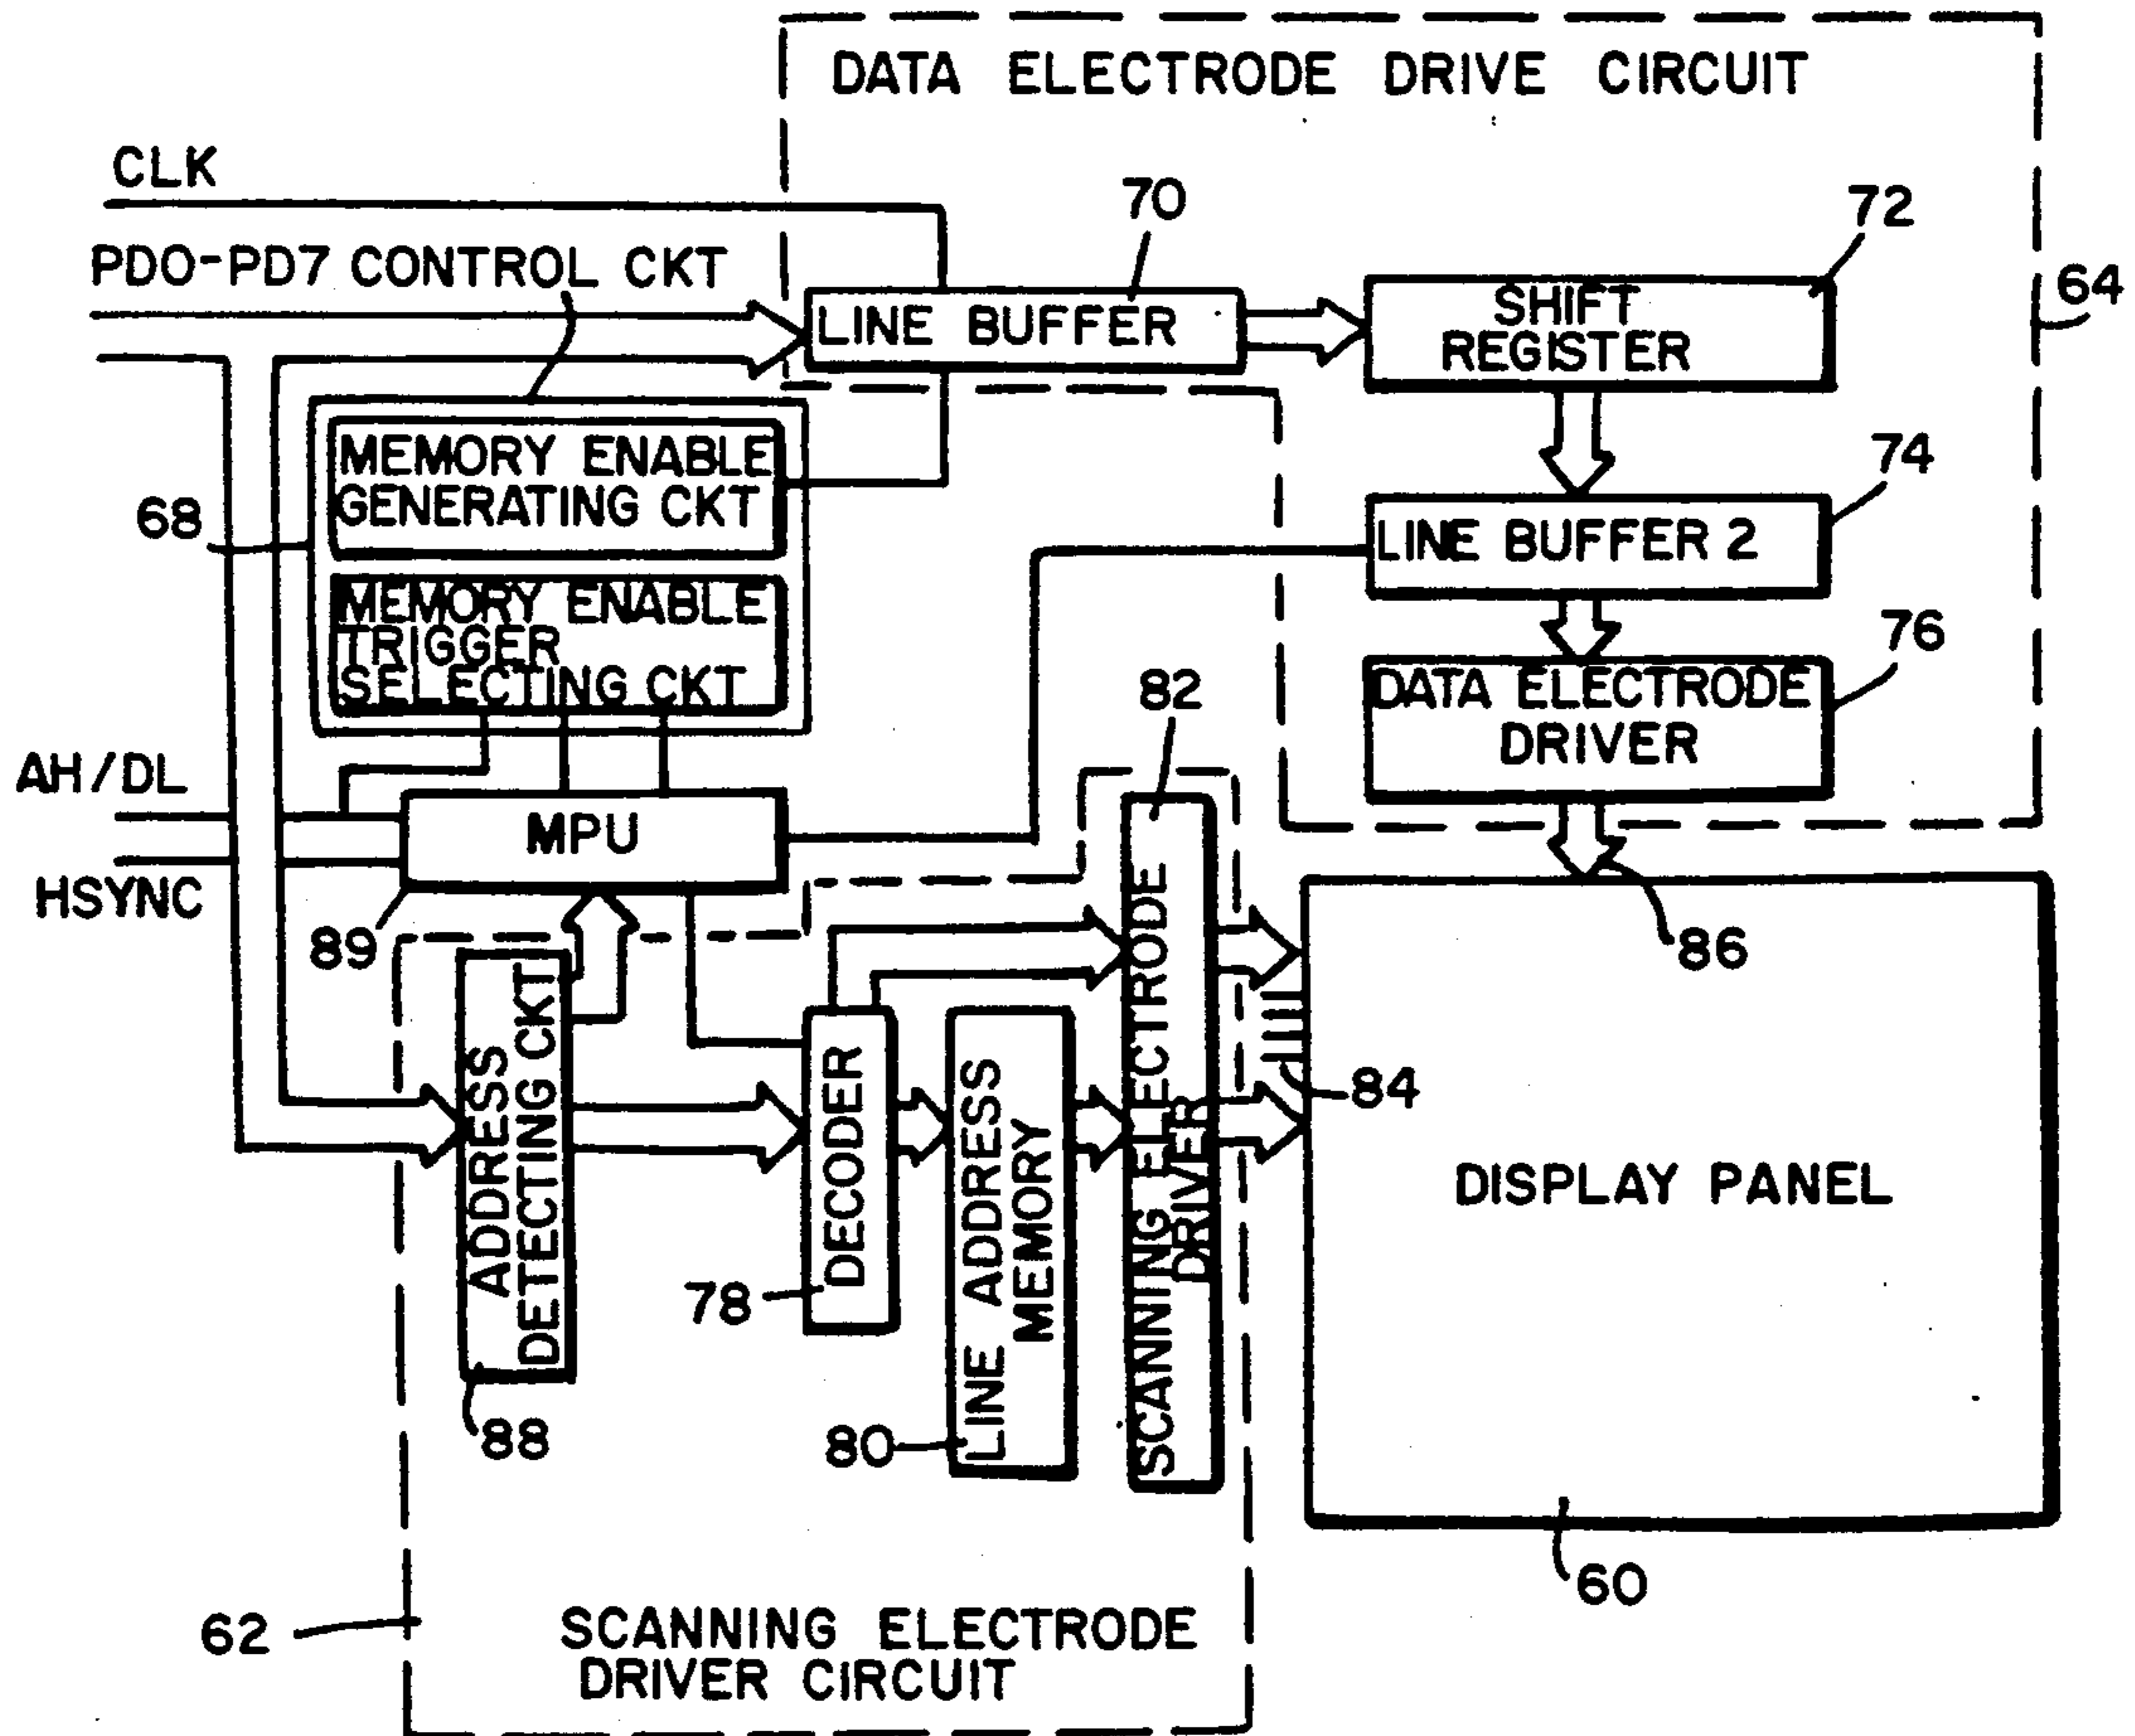 DATA ELECTRODE DRIVE CIRCUIT
CLK
70
72
PD0-PD7 CONTROL CKT
64
LINE BUFFER
SHIFT
REGISTER
MEMORY ENABLE
GENERATING CKT
74
68
LINE BUFFER 2
MEMORY ENABLE
TRIGGER
SELECTING CKT
76
82
DATA ELECTRODE
DRIVER
AH/DL
MPU
HSYNC
89
86
ADDRESS
DETECTING CKT
DECODER
LINE ADDRESS
MEMORY
SCANNING ELECTRODE
DRIVER
84
DISPLAY PANEL
78
88
80
60
62
SCANNING ELECTRODE
DRIVER CIRCUIT